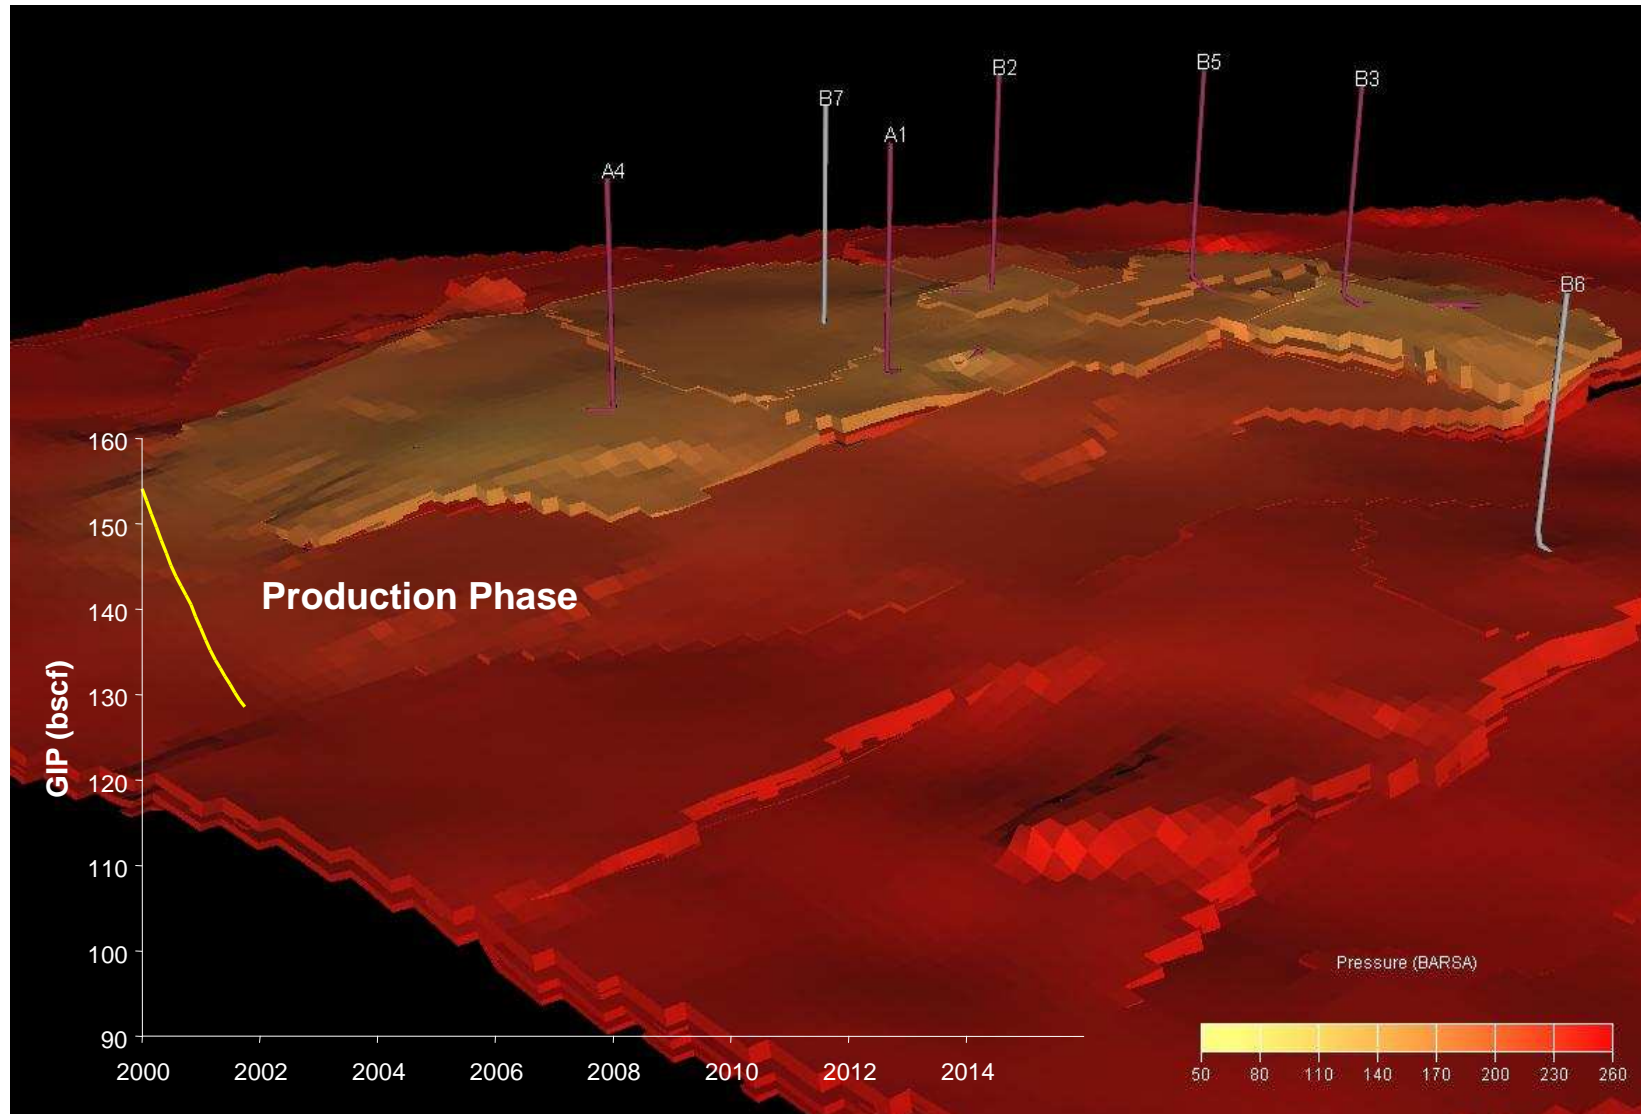 B2
B5
B3
B7
A1
A4
B6
160
150
140
130
120
110
100
90
GIP (bscf)
Production Phase
2000 2002 2004 2006 2008 2010 2012 2014
Pressure (BARSA)
50 80 110 140 170 200 230 260